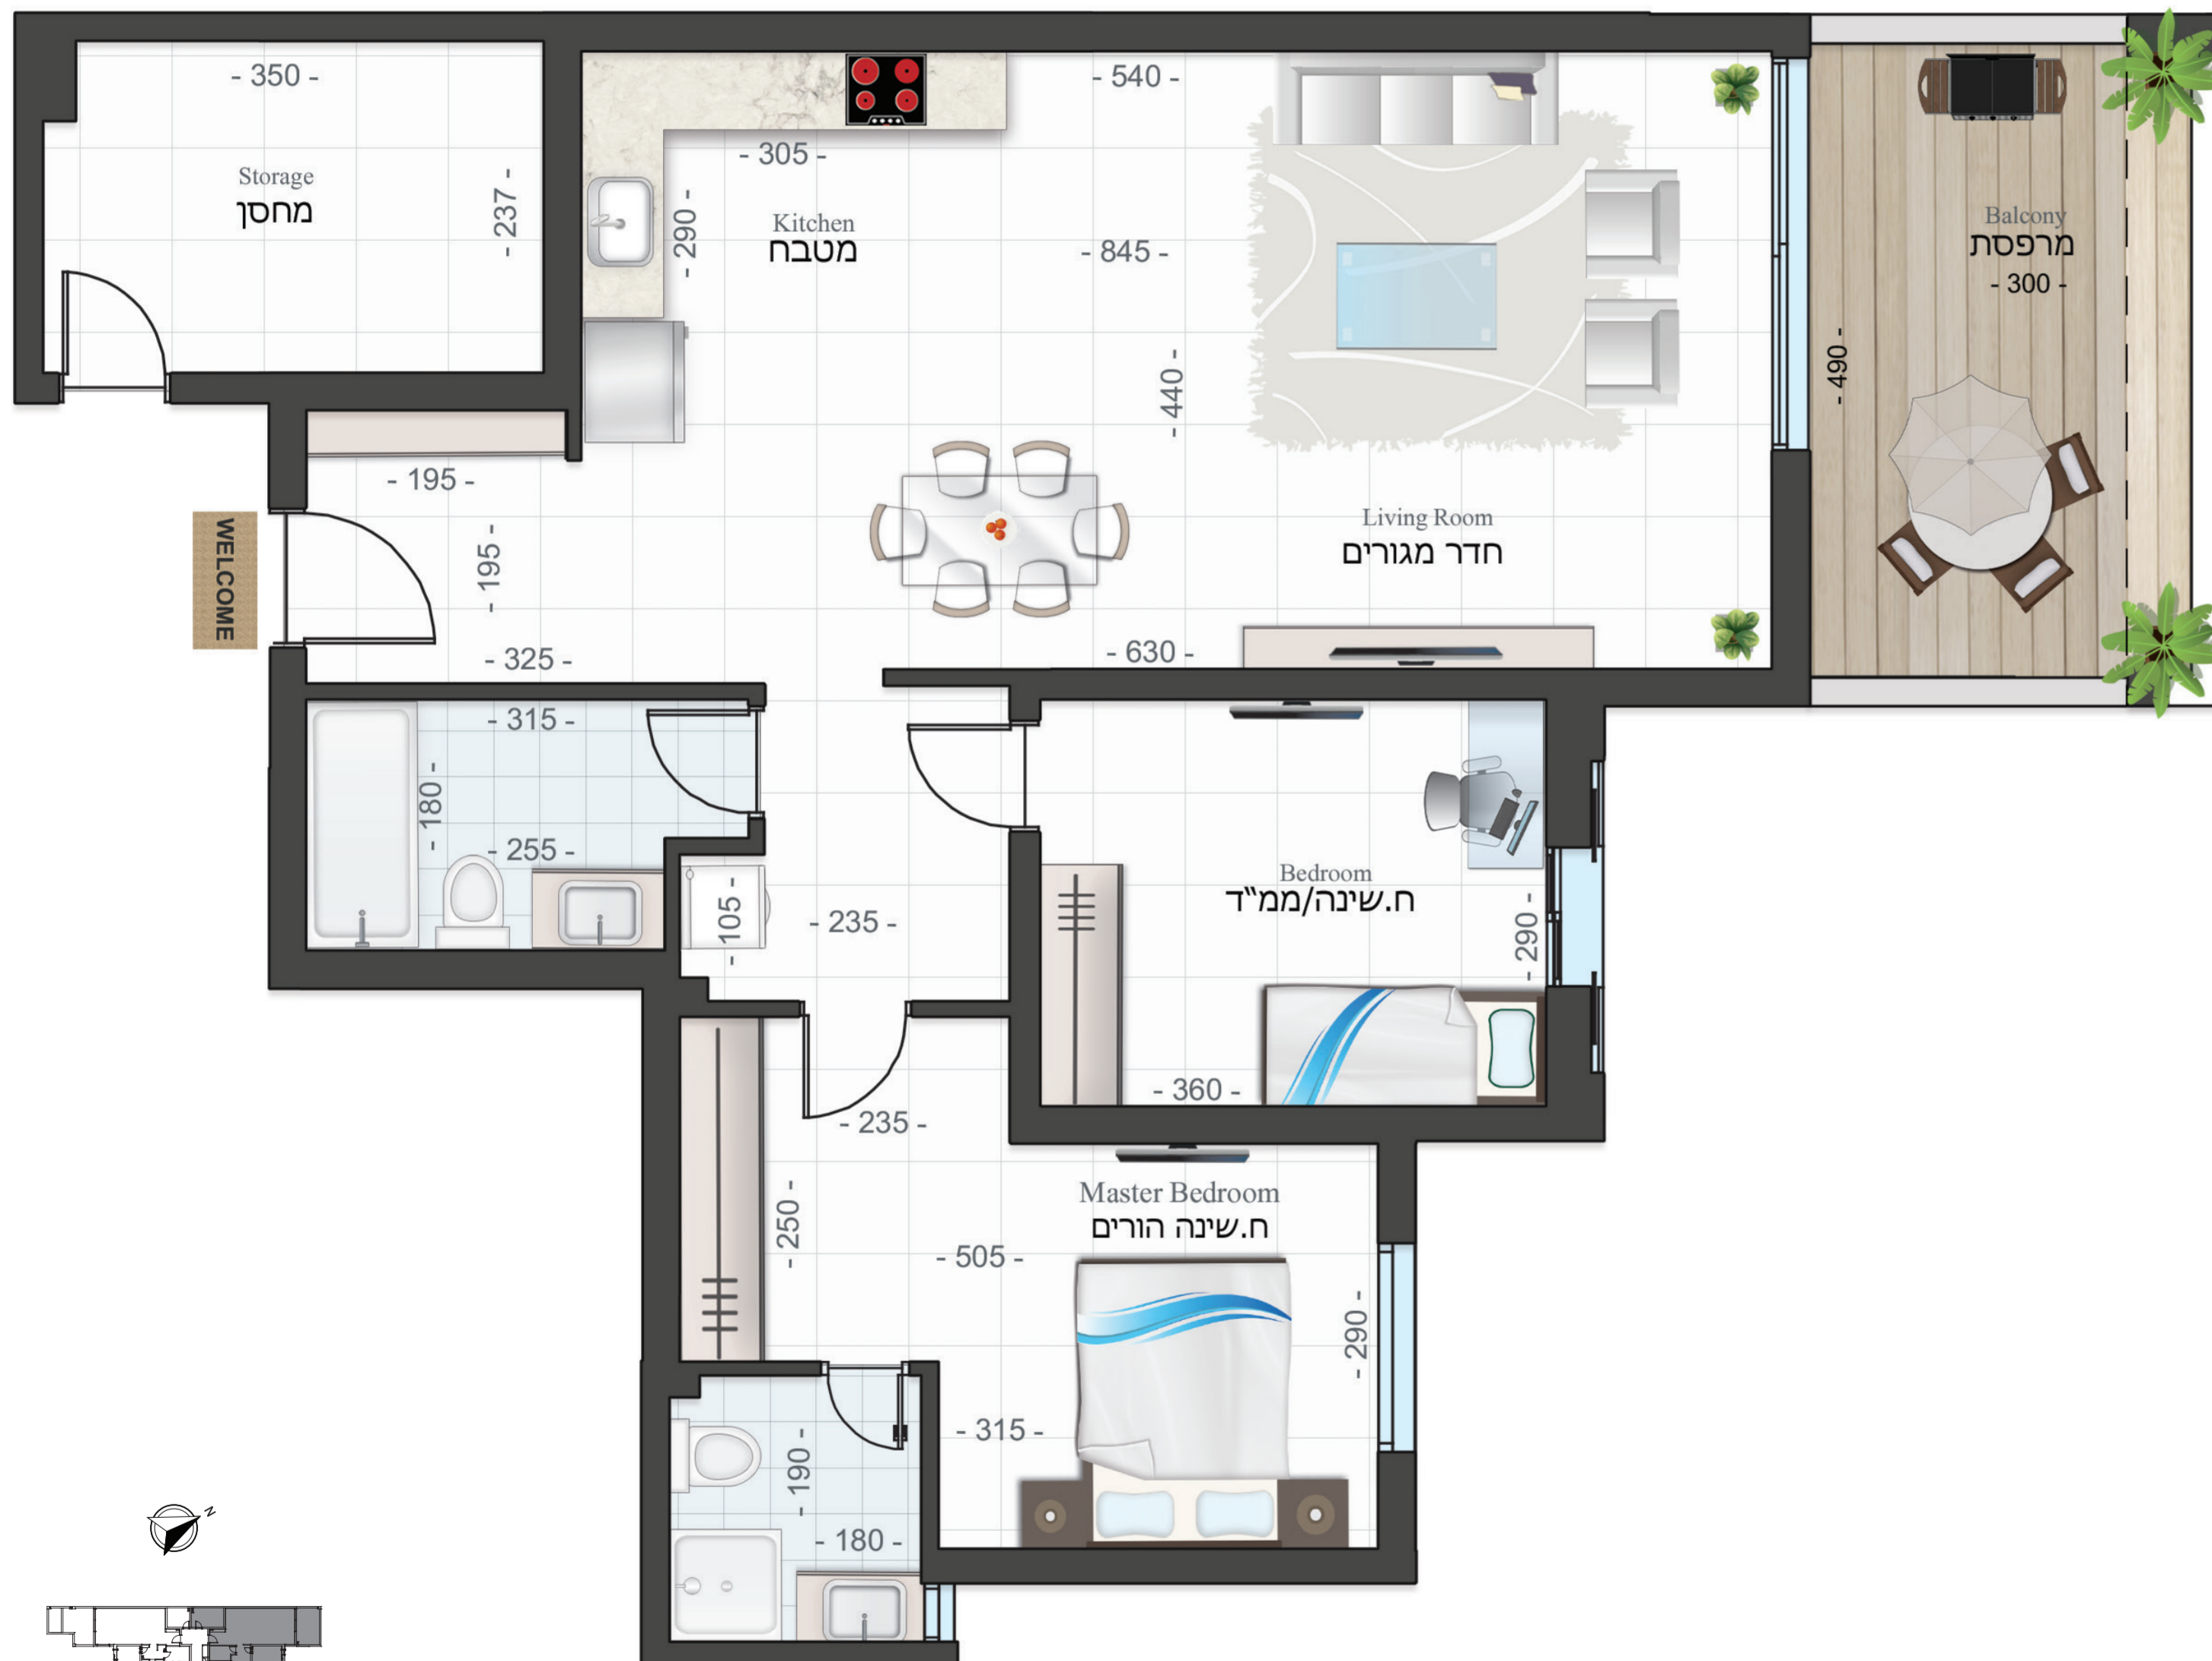 - 350 -
Storage
מחסן
- 237 -
- 540 -
- 305 -
- 290 -
Kitchen
מטבח
- 845 -
- 440 -
Balcony
מרפסת
- 300 -
- 490 -
- 195 -
WELCOME
- 195 -
- 325 -
Living Room
חדר מגורים
- 630 -
- 315 -
- 180 -
- 255 -
- 105 -
- 235 -
Bedroom
ח.שינה/ממ"ד
- 290 -
- 360 -
- 235 -
- 250 -
Master Bedroom
ח.שינה הורים
- 505 -
- 290 -
- 315 -
- 190 -
- 180 -
N